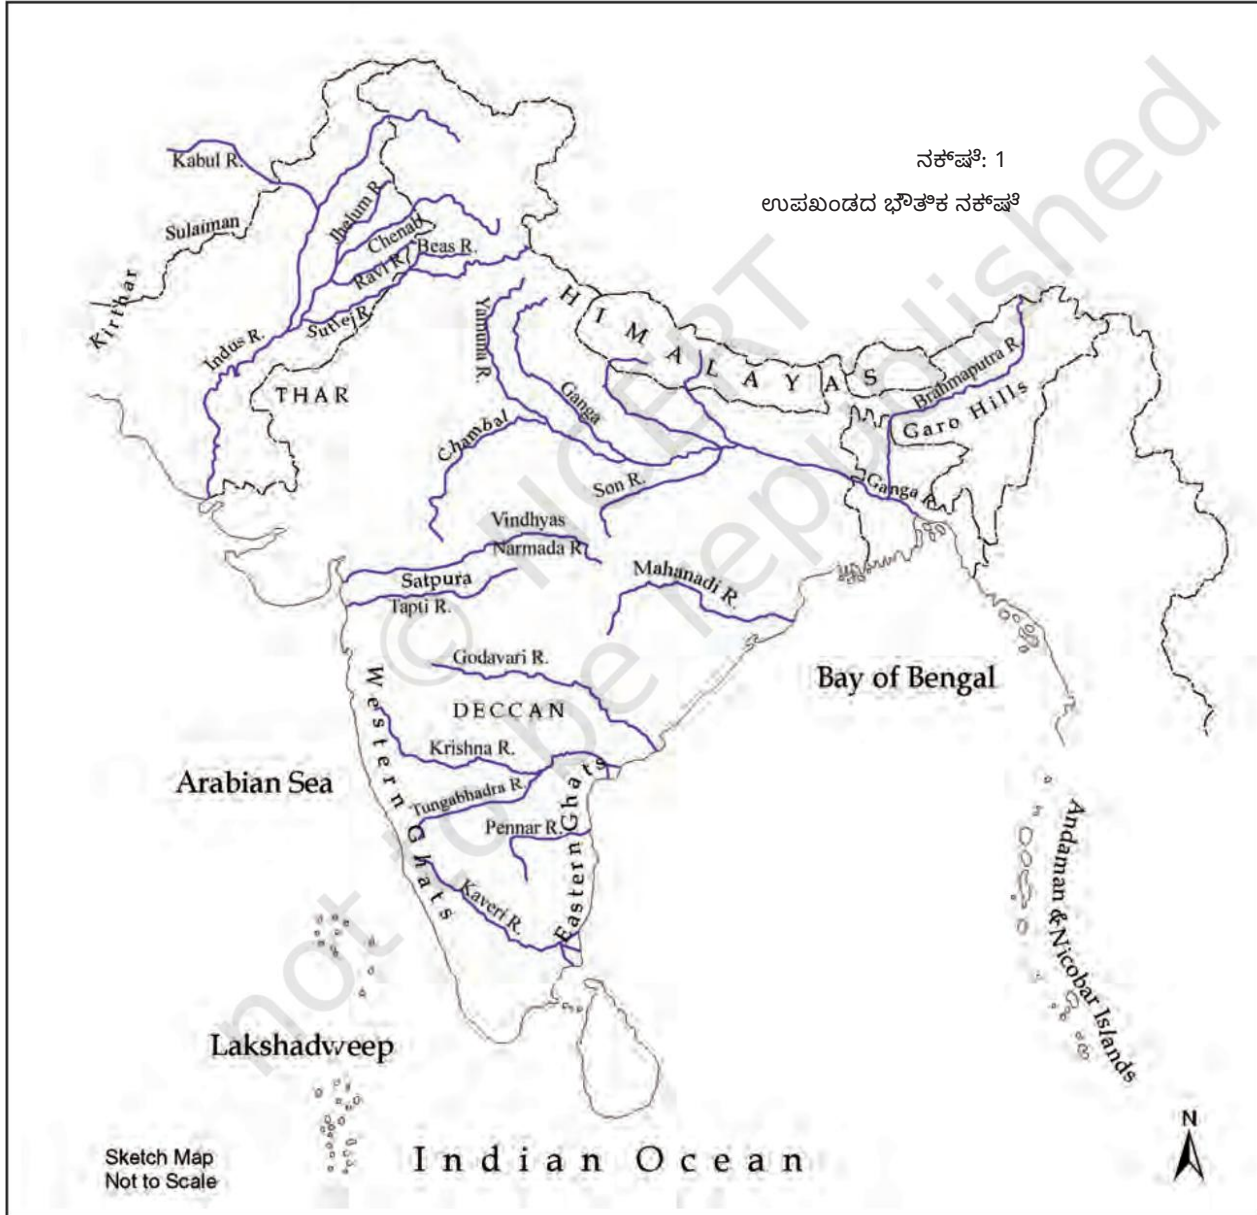 ನಕ್ಷೆ: 1
ಉಪಖಂಡದ ಭೌತಿಕ ನಕ್ಷೆ
Kabul R.
Sulaiman
Jhelum R.
Chenab
Beas R.
Ravi R.
Kirthar
Sutlej R.
Indus R.
THAR
Yamuna R.
HIMALAYAS
Ganga
Brahmaputra R.
Garo Hills
Chambal
Son R.
Ganga R.
Vindhyas
Narmada R.
Satpura
Mahanadi R.
Tapti R.
Godavari R.
Western Ghats
DECCAN
Bay of Bengal
Krishna R.
Arabian Sea
Tungabhadra R.
Eastern Ghats
Pennar R.
Andaman & Nicobar Islands
Kaveri R.
Lakshadweep
N
Sketch Map
Not to Scale
Indian Ocean
© NCERT
not to be republished